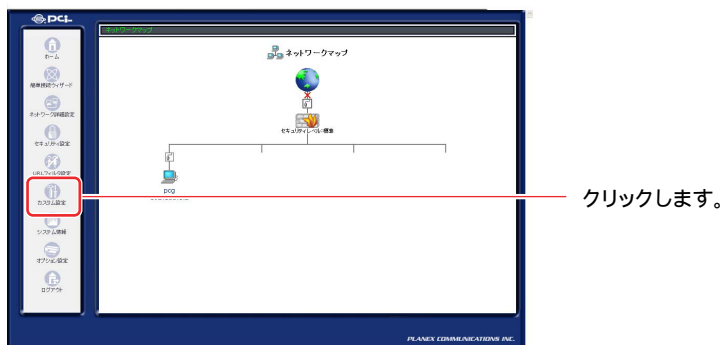 PCI
ネットワークマップ
ネットワークマップ
ホーム
簡単接続ウィザード
ネットワーク詳細設定
セキュリティ設定
URLフィルタ設定
カスタム設定
システム情報
オプション設定
ログアウト
セキュリティレベル:標準
pcg
クリックします。
PLANEX COMMUNICATIONS INC.